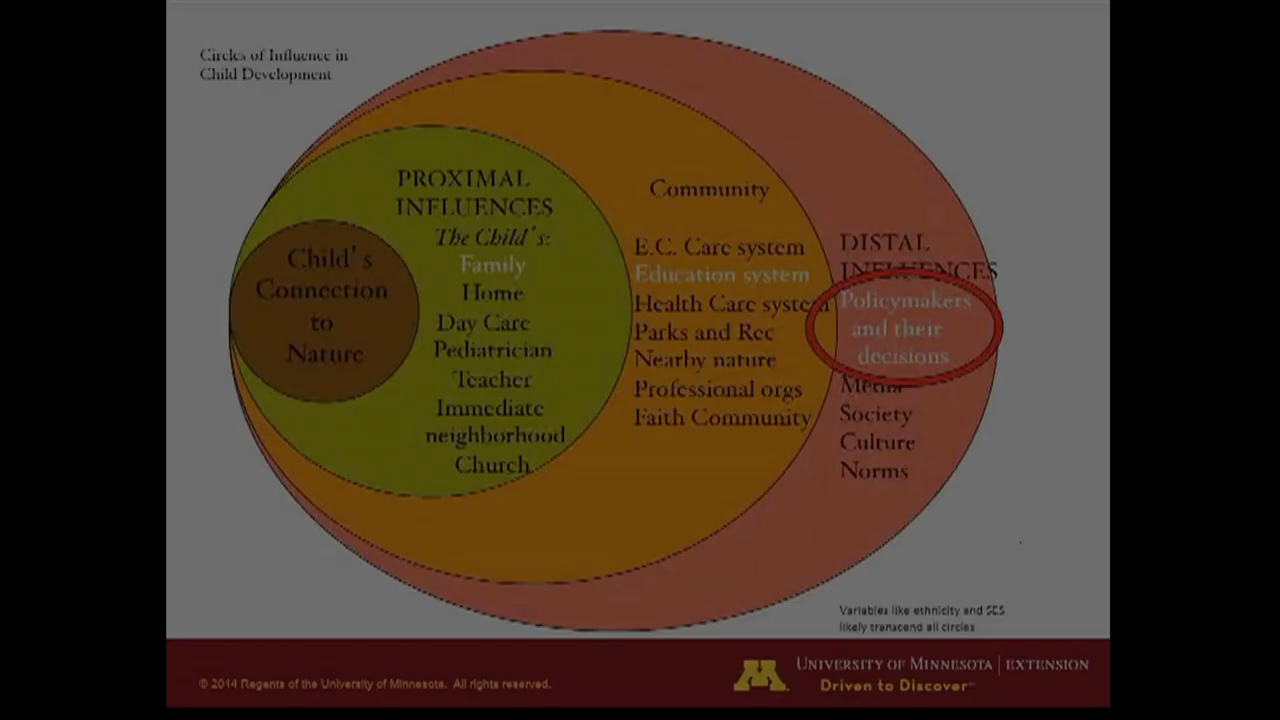 Circles of Influence in
Child Development
Child's
Connection
to
Nature
PROXIMAL
INFLUENCES
The Child's:
Family
Home
Day Care
Pediatrician
Teacher
Immediate
neighborhood
Church
Community
E.C. Care system
Education system
Health Care system
Parks and Rec
Nearby nature
Professional orgs
Faith Community
DISTAL
INFLUENCES
Policymakers
and their
decisions
Media
Society
Culture
Norms
Variables like ethnicity and SES
likely transcend all circles
© 2014 Regents of the University of Minnesota. All rights reserved.
M
UNIVERSITY OF MINNESOTA | EXTENSION
Driven to Discover℠